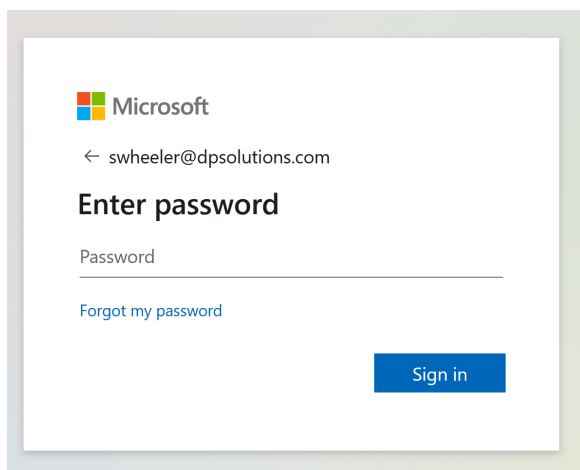 Microsoft
← swheeler@dpsolutions.com
Enter password
Password
Forgot my password
Sign in